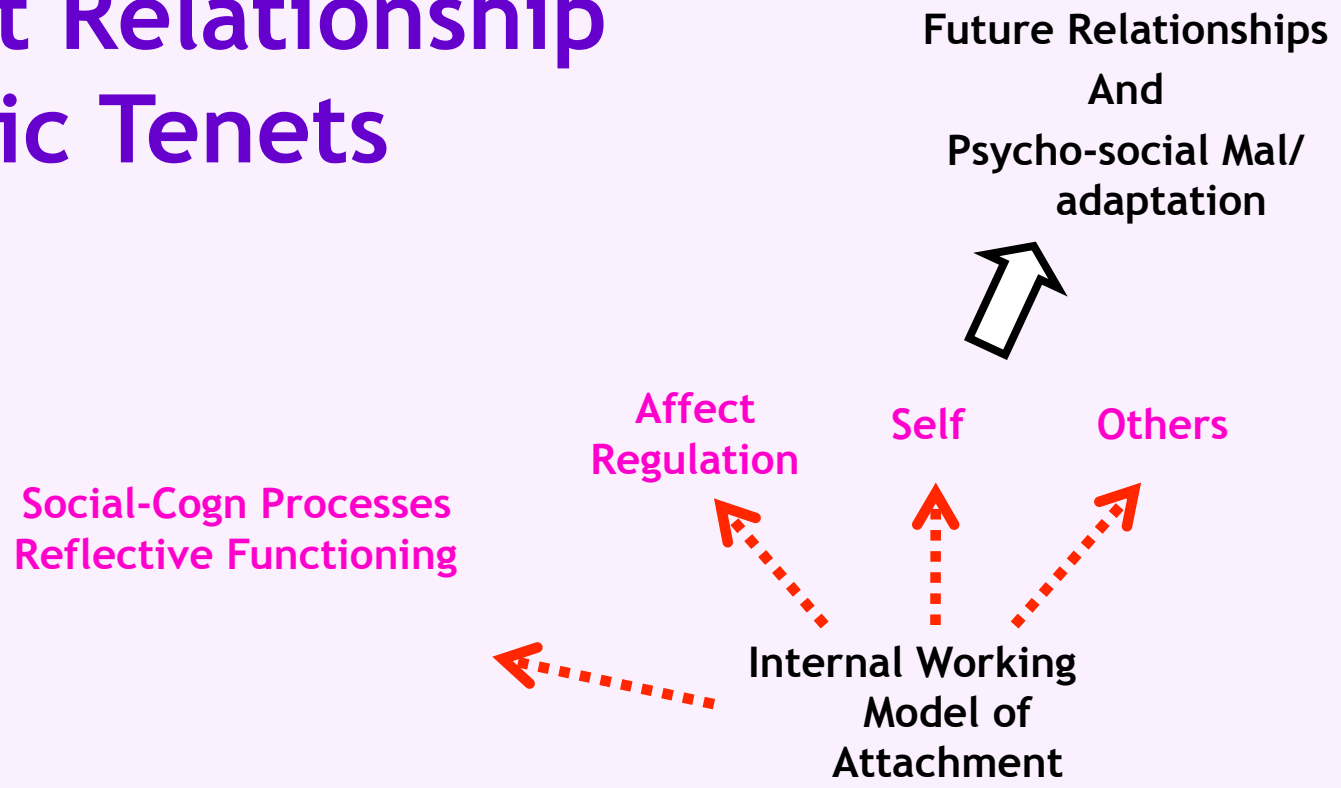 t Relationship
ic Tenets
Future Relationships
And
Psycho-social Mal/
adaptation
Affect
Regulation
Self
Others
Social-Cogn Processes
Reflective Functioning
Internal Working
Model of
Attachment